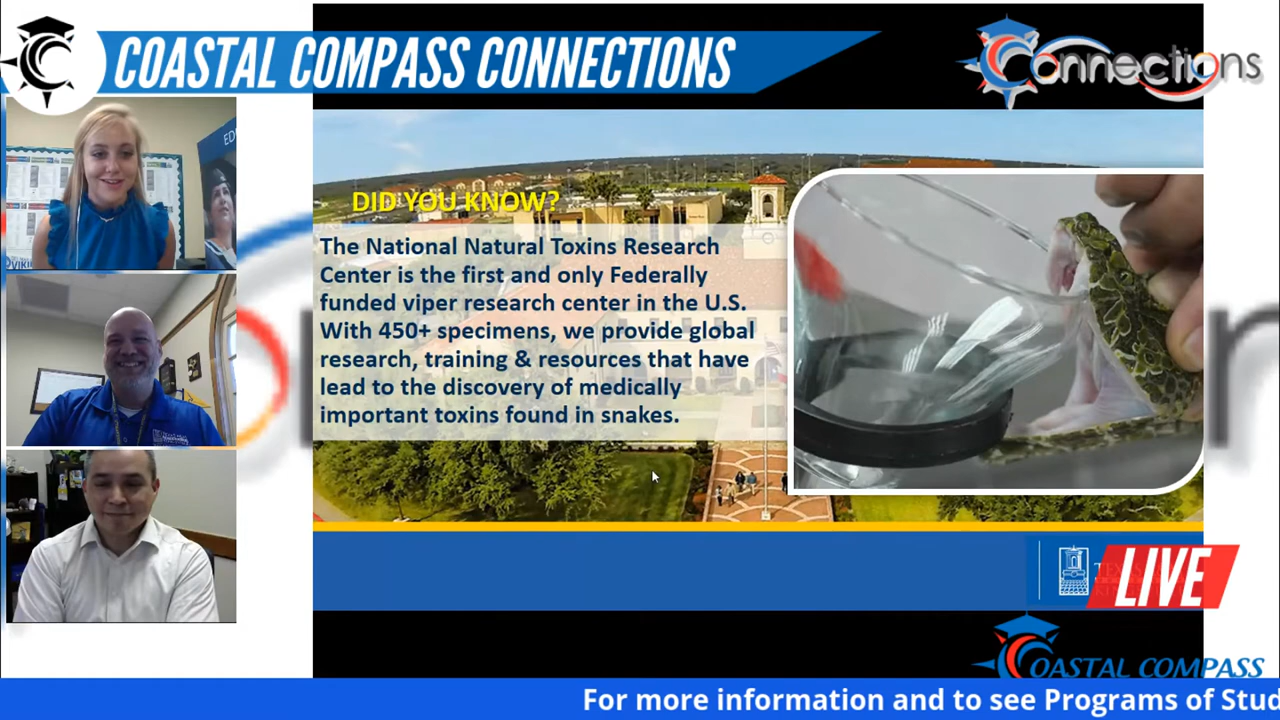 COASTAL COMPASS CONNECTIONS
Connections
DID YOU KNOW?
The National Natural Toxins Research
Center is the first and only Federally
funded viper research center in the U.S.
With 450+ specimens, we provide global
research, training & resources that have
lead to the discovery of medically
important toxins found in snakes.
LIVE
COASTAL COMPASS
For more information and to see Programs of Stud